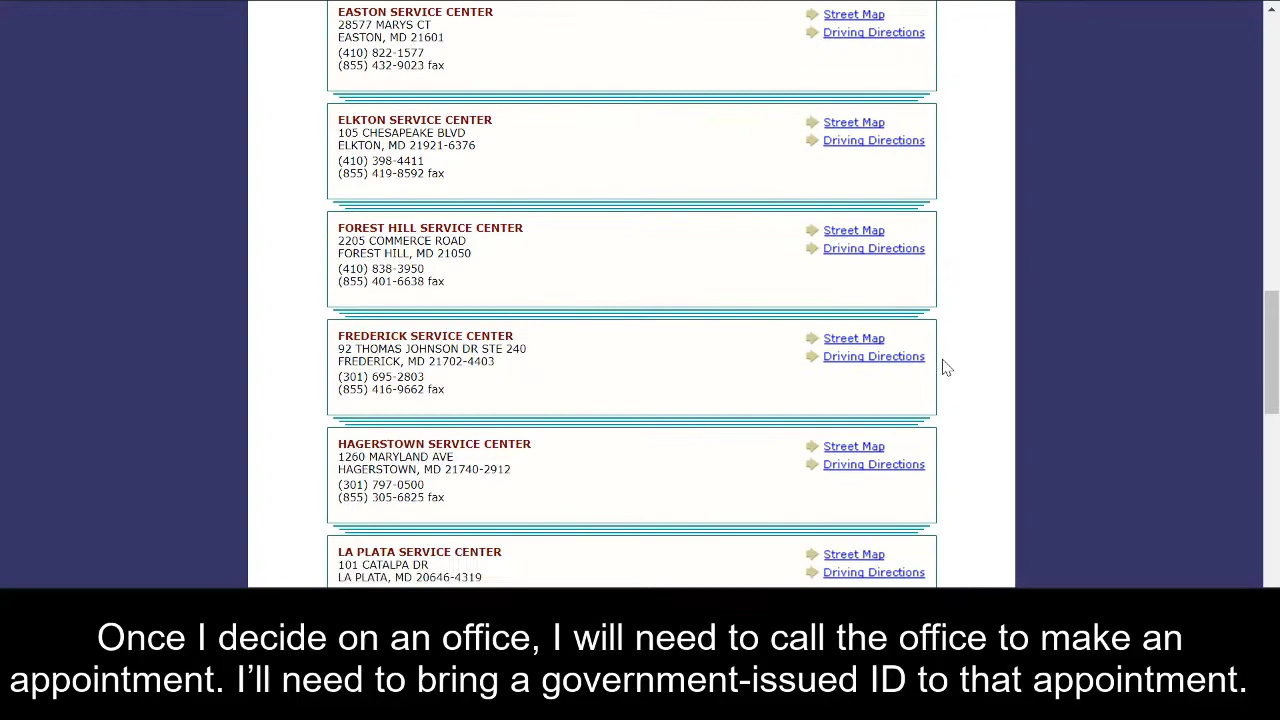 EASTON SERVICE CENTER
28577 MARYS CT
EASTON, MD 21601
(410) 822-1577
(855) 432-9023 fax
Street Map
Driving Directions
ELKTON SERVICE CENTER
105 CHESAPEAKE BLVD
ELKTON, MD 21921-6376
(410) 398-4411
(855) 419-8592 fax
Street Map
Driving Directions
FOREST HILL SERVICE CENTER
2205 COMMERCE ROAD
FOREST HILL, MD 21050
(410) 838-3950
(855) 401-6638 fax
Street Map
Driving Directions
FREDERICK SERVICE CENTER
92 THOMAS JOHNSON DR STE 240
FREDERICK, MD 21702-4403
(301) 695-2803
(855) 416-9662 fax
Street Map
Driving Directions
HAGERSTOWN SERVICE CENTER
1260 MARYLAND AVE
HAGERSTOWN, MD 21740-2912
(301) 797-0500
(855) 305-6825 fax
Street Map
Driving Directions
LA PLATA SERVICE CENTER
101 CATALPA DR
LA PLATA, MD 20646-4319
Street Map
Driving Directions
Once I decide on an office, I will need to call the office to make an
appointment. I’ll need to bring a government-issued ID to that appointment.